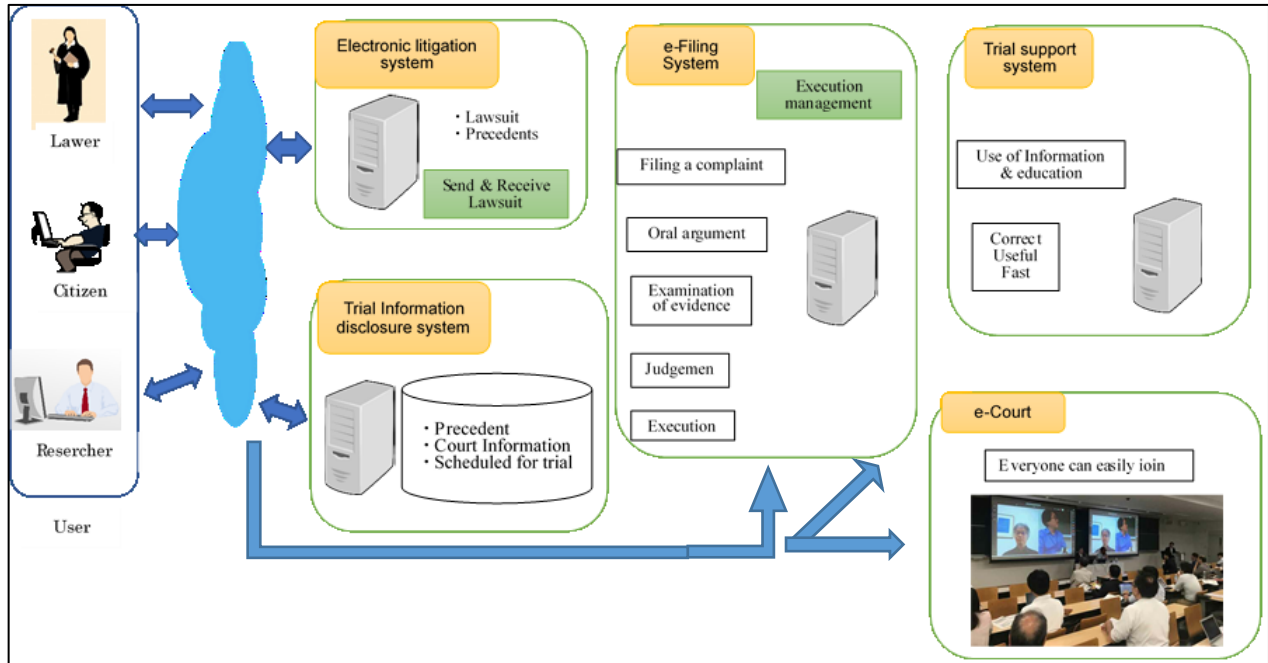 Lawer
Citizen
Resercher
User
Electronic litigation
system
・Lawsuit
・Precedents
Send & Receive
Lawsuit
Trial Information
disclosure system
・Precedent
・Court Information
・Scheduled for trial
e-Filing
System
Execution
management
Filing a complaint
Oral argument
Examination
of evidence
Judgemen
Execution
Trial support
system
Use of Information
& education
Correct
Useful
Fast
e-Court
Everyone can easily ioin